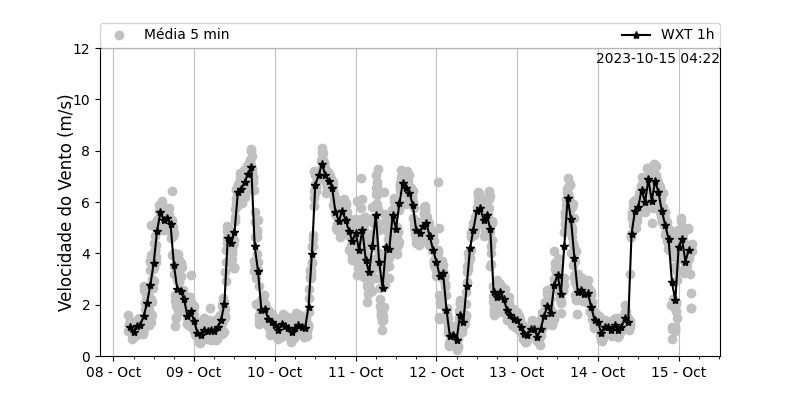 Média 5 min
WXT 1h
2023-10-15 04:22
Velocidade do Vento (m/s)
12
10
8
6
4
2
0
08 - Oct
09 - Oct
10 - Oct
11 - Oct
12 - Oct
13 - Oct
14 - Oct
15 - Oct